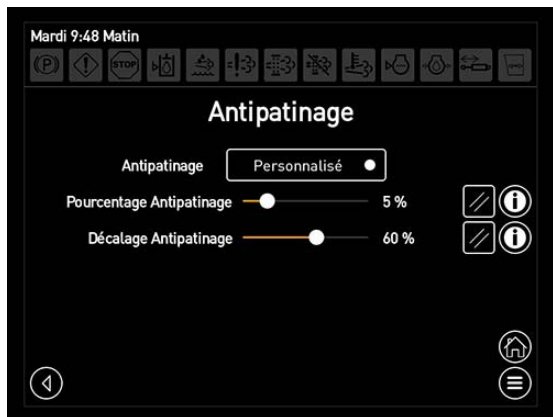 Mardi 9:48 Matin
P STOP
Antipatinage
Antipatinage Personnalisé
Pourcentage Antipatinage 5 %
Décalage Antipatinage 60 %